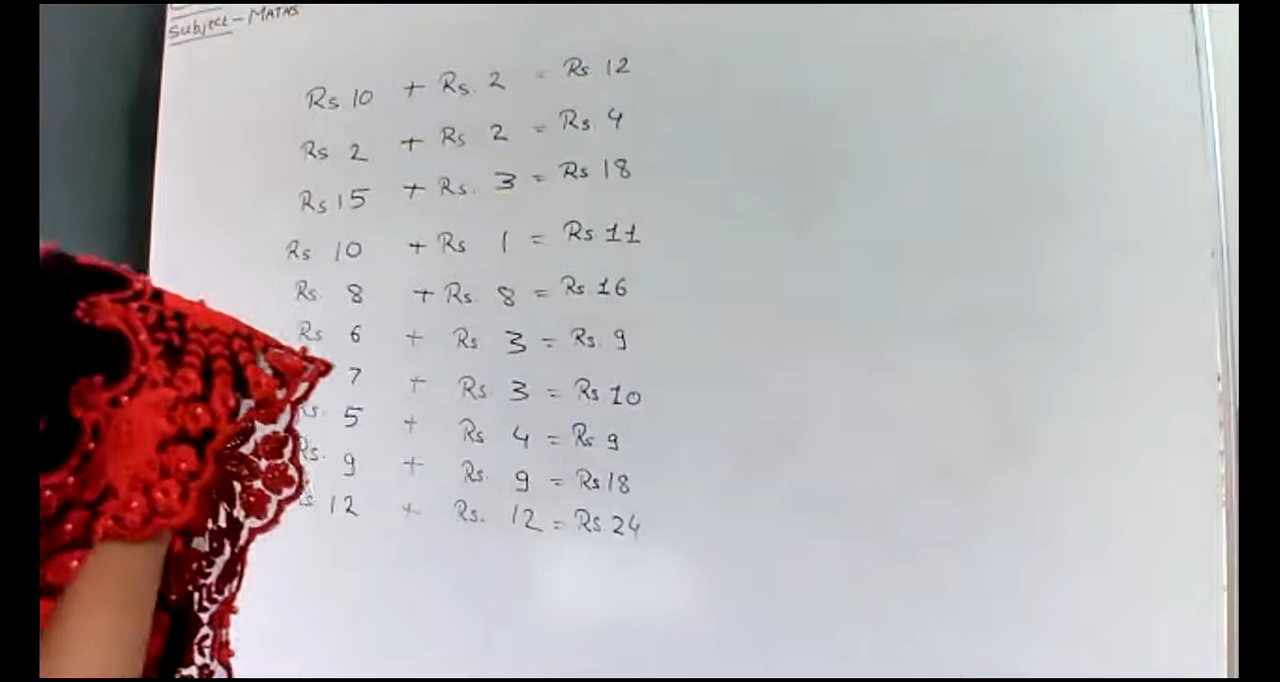 Subject - MATHS
Rs 10 + Rs. 2 = Rs 12
Rs 2 + Rs 2 = Rs 4
Rs 15 + Rs. 3 = Rs 18
Rs 10 + Rs 1 = Rs 11
Rs 8 + Rs. 8 = Rs 16
Rs 6 + Rs 3 = Rs. 9
7 + Rs. 3 = Rs 10
Rs. 5 + Rs 4 = Rs 9
Rs. 9 + Rs. 9 = Rs 18
Rs 12 + Rs. 12 = Rs. 24